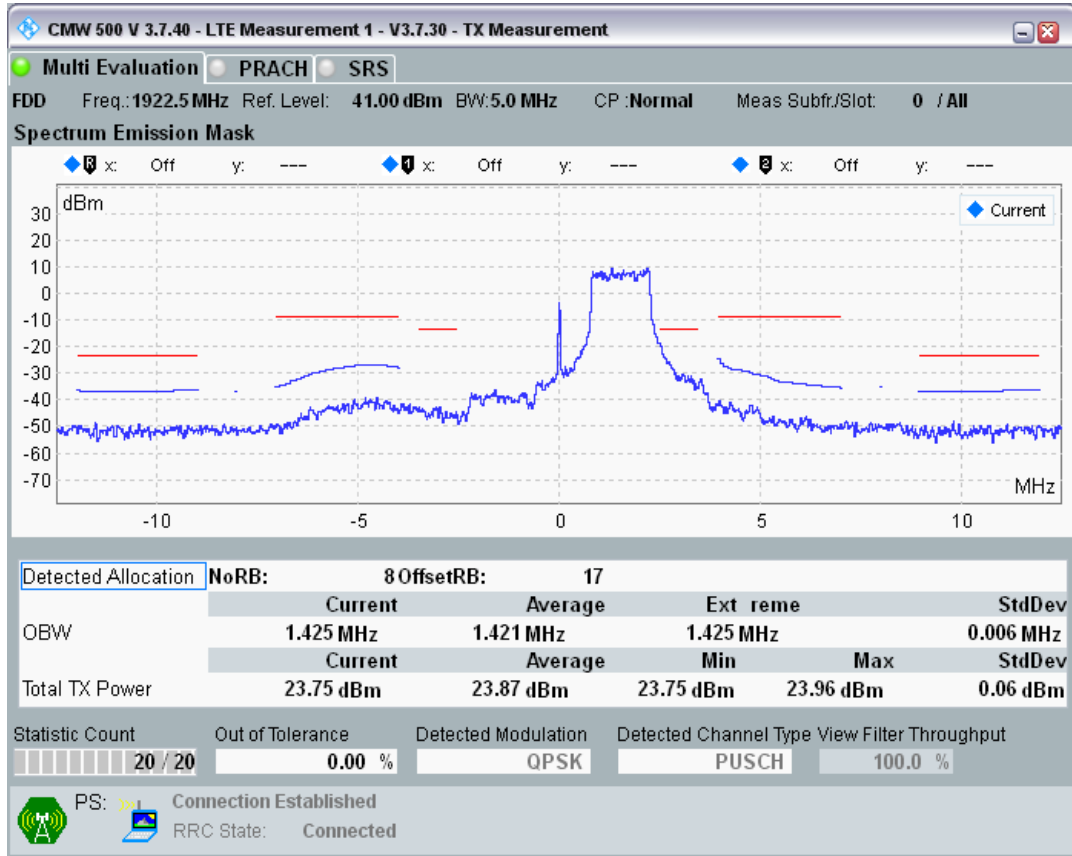 CMW 500 V 3.7.40 - LTE Measurement 1 - V3.7.30 - TX Measurement
Multi Evaluation PRACH SRS
FDD Freq.: 1922.5 MHz Ref. Level: 41.00 dBm BW: 5.0 MHz CP : Normal Meas Subfr./Slot: 0 / All
Spectrum Emission Mask
R x: Off y: --- 1 x: Off y: --- 2 x: Off y: ---
dBm
Current
30
20
10
0
-10
-20
-30
-40
-50
-60
-70
MHz
-10 -5 0 5 10
Detected Allocation NoRB: 8 OffsetRB: 17
Current Average Ext reme StdDev
OBW 1.425 MHz 1.421 MHz 1.425 MHz 0.006 MHz
Current Average Min Max StdDev
Total TX Power 23.75 dBm 23.87 dBm 23.75 dBm 23.96 dBm 0.06 dBm
Statistic Count Out of Tolerance Detected Modulation Detected Channel Type View Filter Throughput
20 / 20 0.00 % QPSK PUSCH 100.0 %
PS: Connection Established
RRC State: Connected